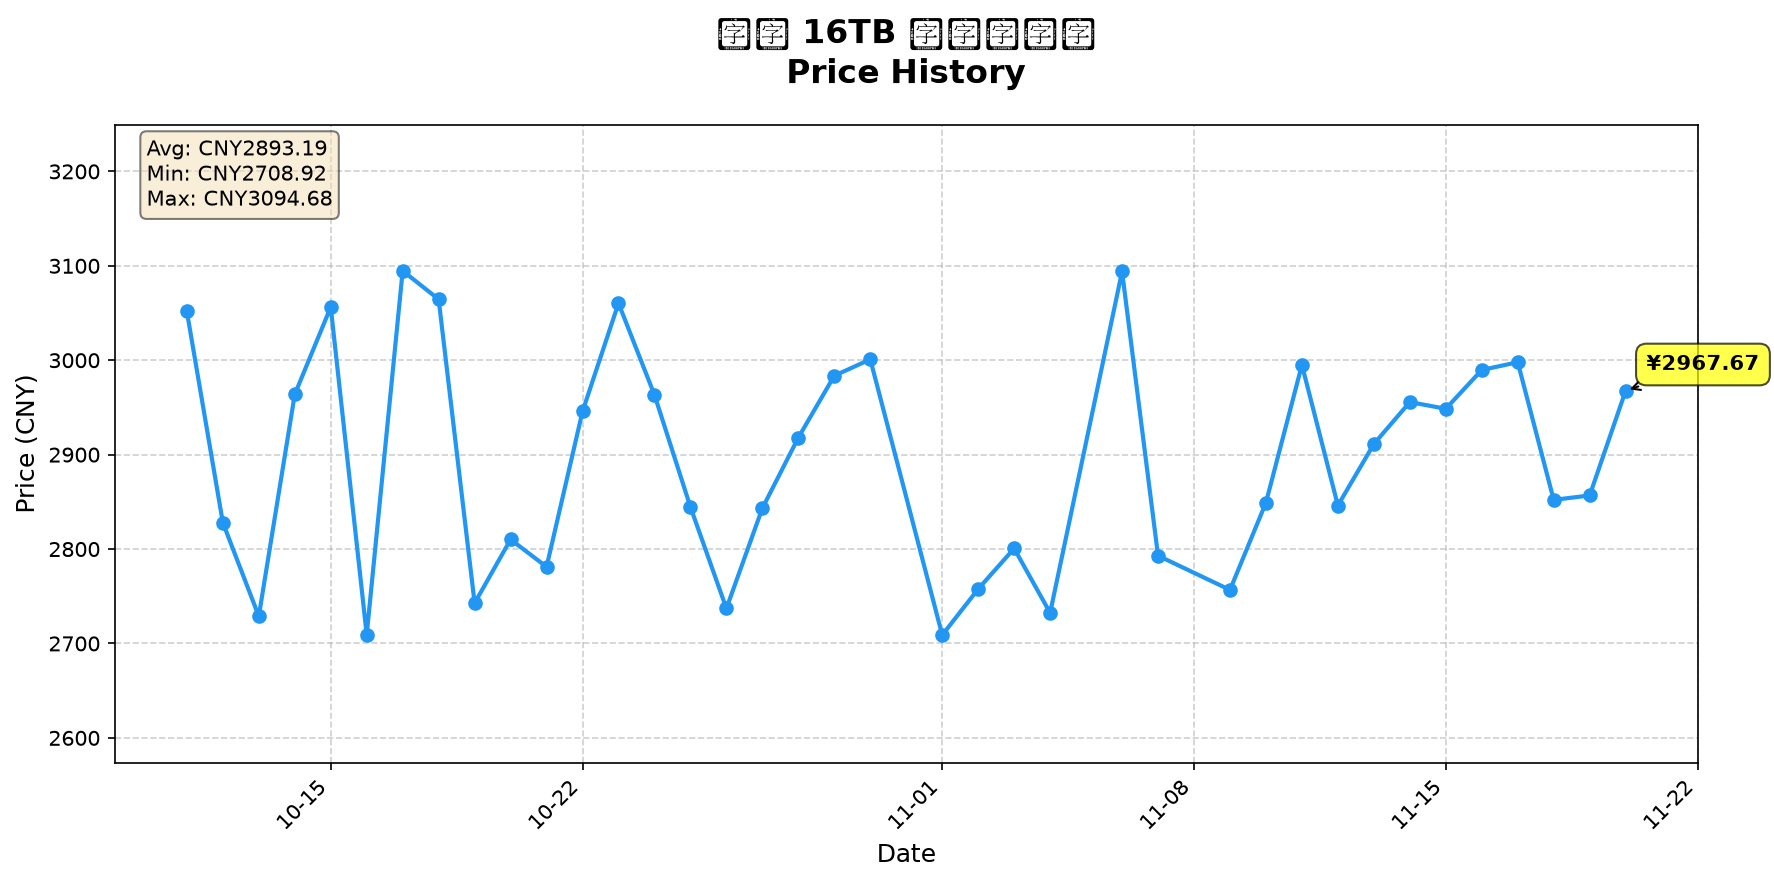 16TB
Price History
Avg: CNY2893.19
Min: CNY2708.92
Max: CNY3094.68
3200
3100
3000
2900
2800
2700
2600
Price (CNY)
¥2967.67
10-15
10-22
11-01
11-08
11-15
11-22
Date